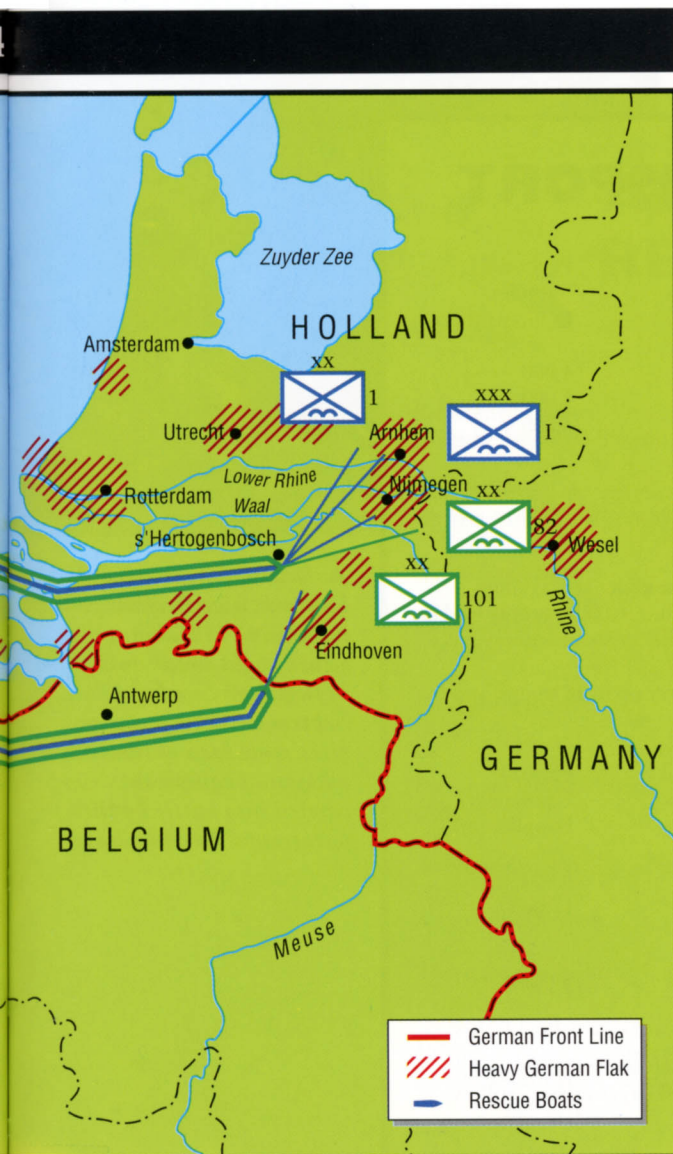 4
Zuyder Zee
HOLLAND
Amsterdam
xx
1
xxx
I
Utrecht
Arnhem
Lower Rhine
Nijmegen
Rotterdam
Waal
xx
82
s'Hertogenbosch
Wesel
xx
101
Rhine
Eindhoven
Antwerp
GERMANY
BELGIUM
Meuse
German Front Line
Heavy German Flak
Rescue Boats